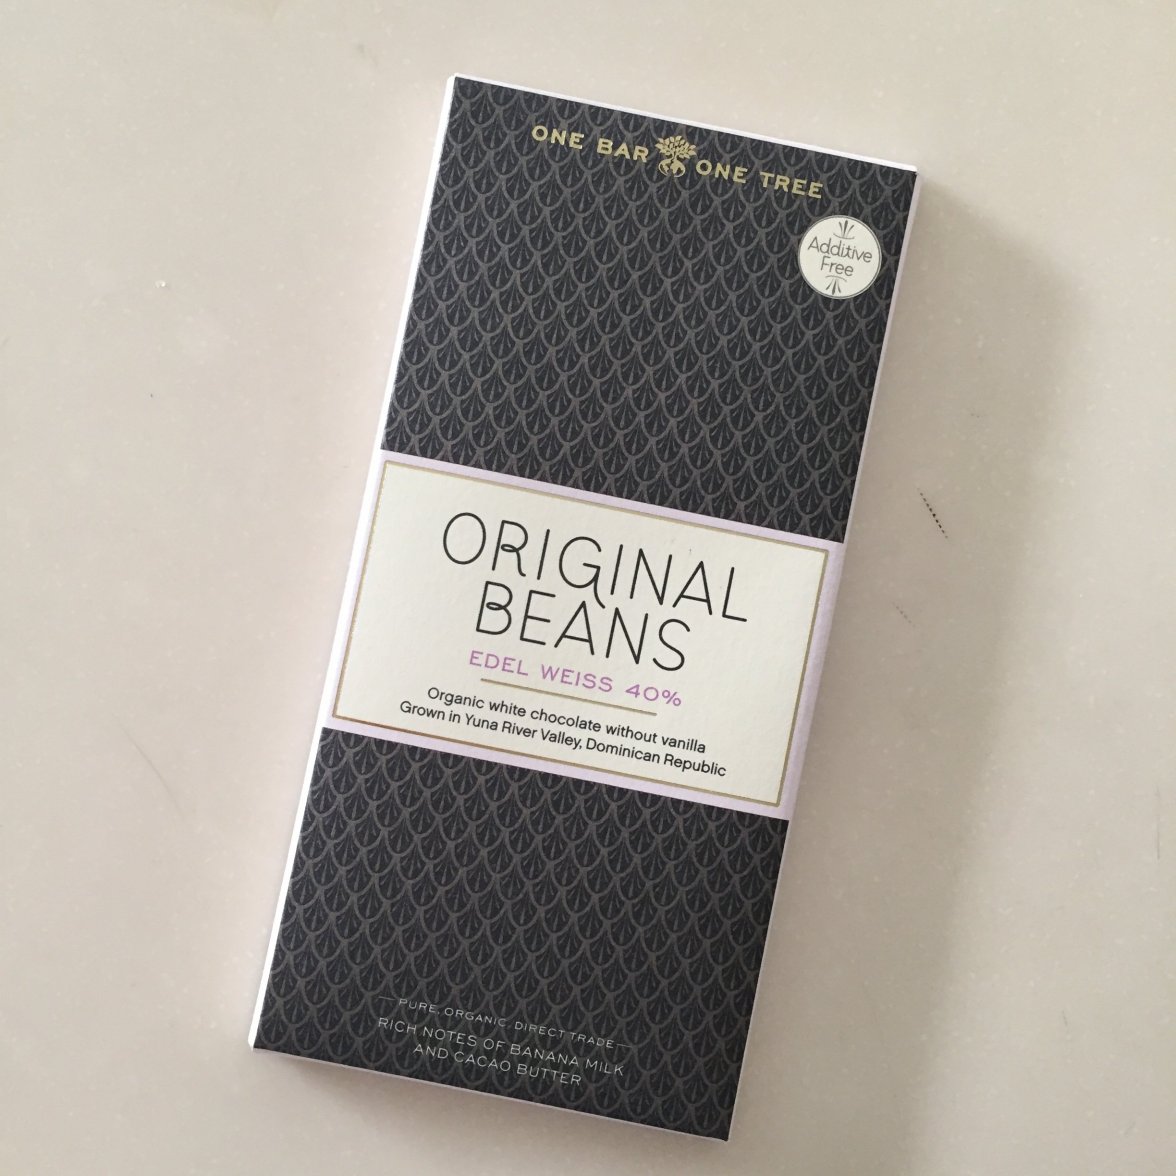 ONE BAR ONE TREE
Additive
Free
ORIGINAL
BEANS
EDEL WEISS 40%
Organic white chocolate without vanilla
Grown in Yuna River Valley, Dominican Republic
PURE, ORGANIC, DIRECT TRADE
RICH NOTES OF BANANA MILK
AND CACAO BUTTER